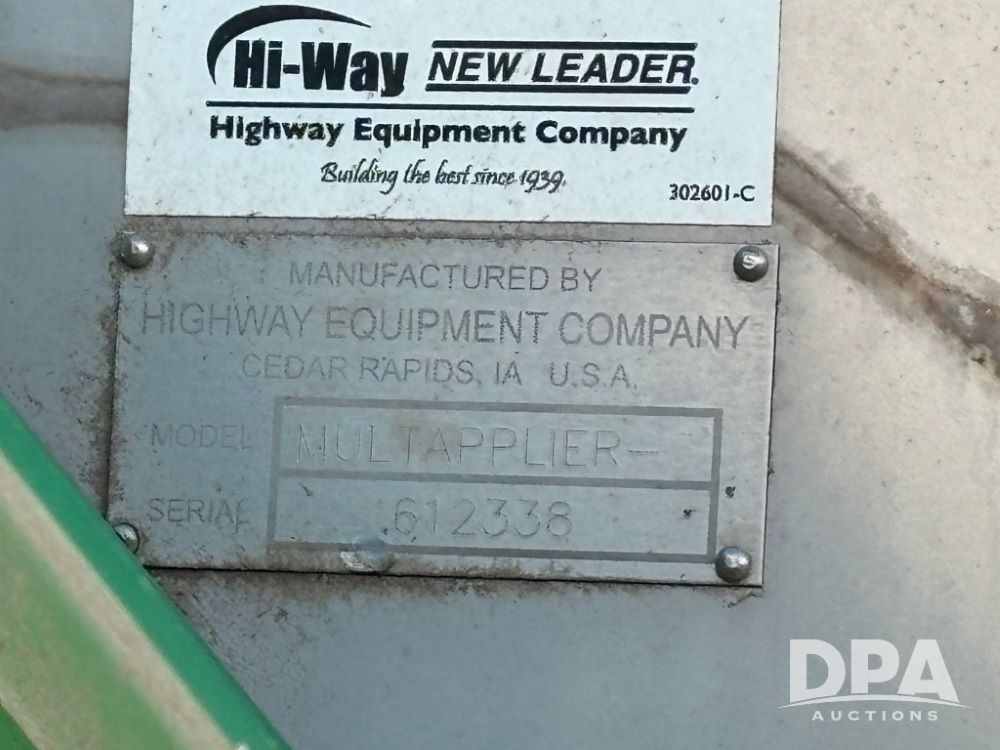 Hi-Way NEW LEADER.
Highway Equipment Company
Building the best since 1939.
302601-C
MANUFACTURED BY
HIGHWAY EQUIPMENT COMPANY
CEDAR RAPIDS, IA U.S.A.
MODEL MULTAPPLIER-
SERIAL 612338
DPA
AUCTIONS